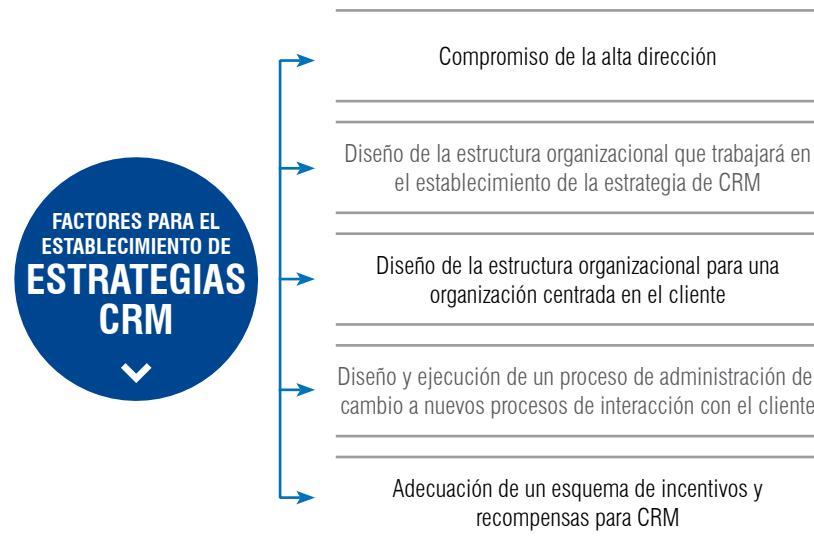 FACTORES PARA EL
ESTABLECIMIENTO DE
ESTRATEGIAS
CRM
Compromiso de la alta dirección
Diseño de la estructura organizacional que trabajará en
el establecimiento de la estrategia de CRM
Diseño de la estructura organizacional para una
organización centrada en el cliente
Diseño y ejecución de un proceso de administración de
cambio a nuevos procesos de interacción con el cliente
Adecuación de un esquema de incentivos y
recompensas para CRM